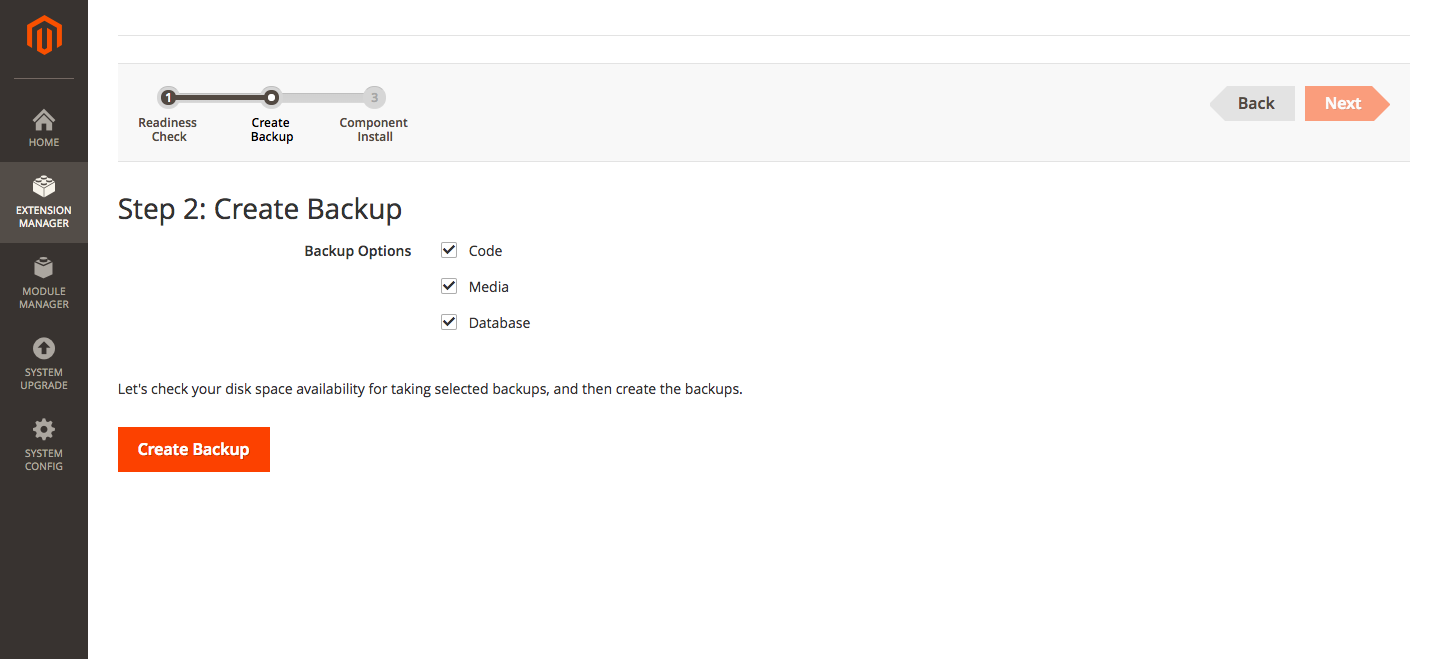 HOME
EXTENSION
MANAGER
MODULE
MANAGER
SYSTEM
UPGRADE
SYSTEM
CONFIG
1
3
Readiness
Check
Create
Backup
Component
Install
Back
Next
Step 2: Create Backup
Backup Options
Code
Media
Database
Let's check your disk space availability for taking selected backups, and then create the backups.
Create Backup